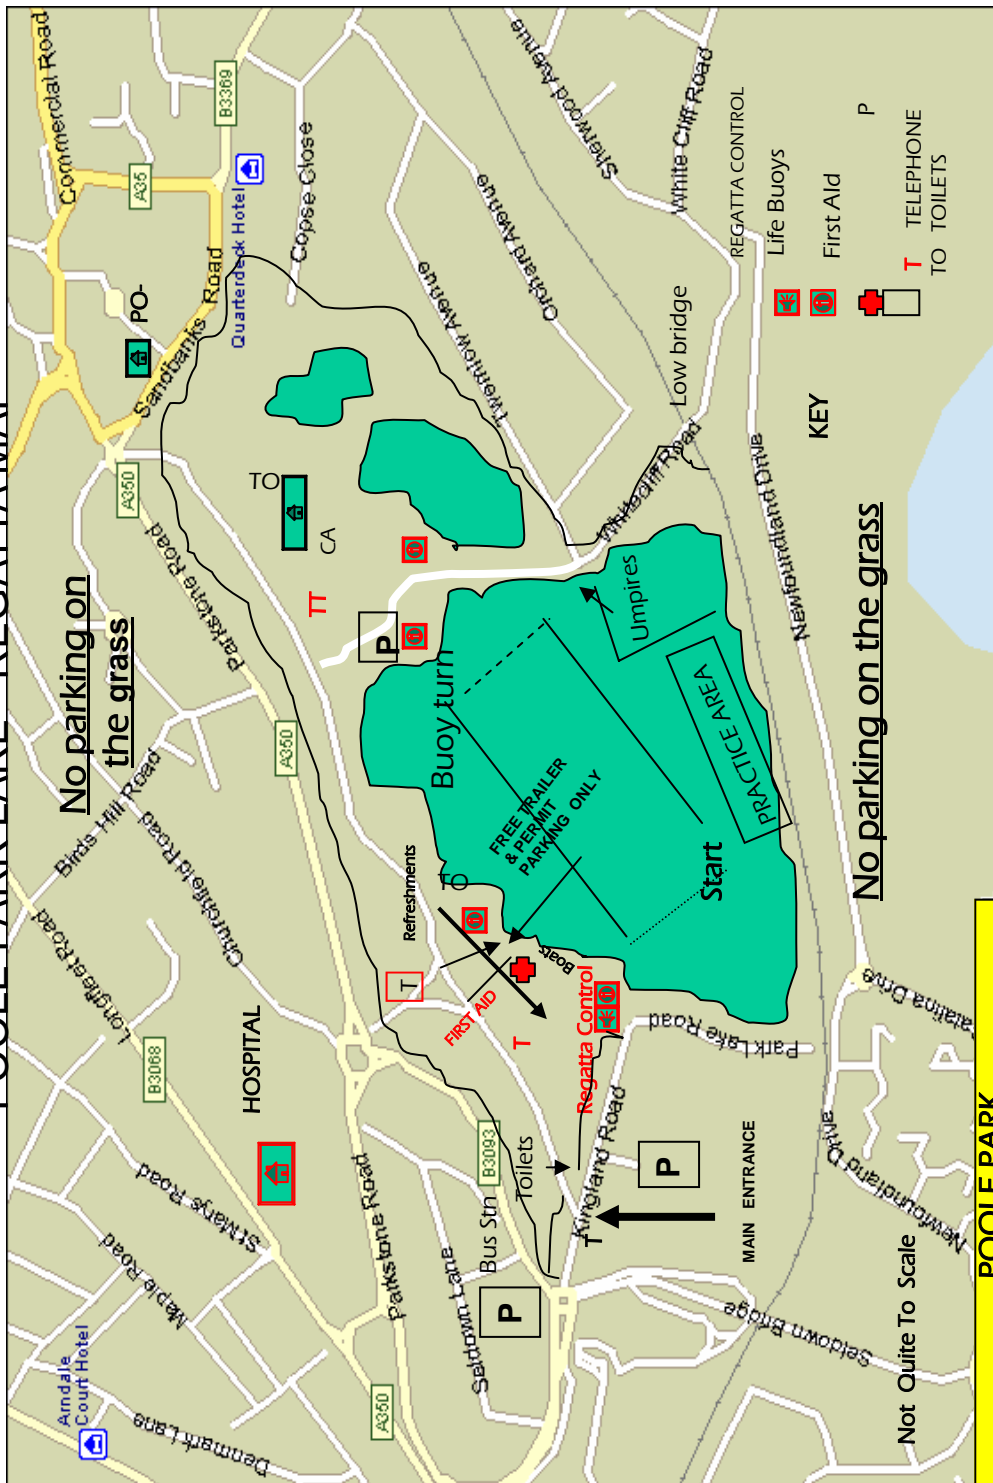 No parking on
the grass
Commercial Road
A35
B3369
Quarterdeck Hotel
Copse Close
PO-
Sandbanks Road
A350
Parkstone Road
A350
Birds Hill Road
Churchfield Road
Longfleet Road
B3068
HOSPITAL
St Marys Road
Maple Road
Arndale
Court Hotel
Denmark Lane
A350
Parkstone Road
Seldown Lane
B3093
Bus Stn
Toilets
P
Kingland Road
T
P
MAIN ENTRANCE
Seldown Bridge
Newfoundland Drive
Park Lake Road
Regatta Control
T
FIRST AID
T
Boats
Refreshments
TO
FREE TRAILER
& PERMIT
PARKING ONLY
Buoy turn
Start
PRACTICE AREA
Umpires
P
TT
CA
TO
Twemlow Avenue
Orchard Avenue
Sherwood Avenue
White Cliff Road
Whitecliff Road
Low bridge
Newfoundland Drive
No parking on the grass
KEY
REGATTA CONTROL
Life Buoys
First Aid
P
T TELEPHONE
TO TOILETS
Not Quite To Scale
POOLE PARK